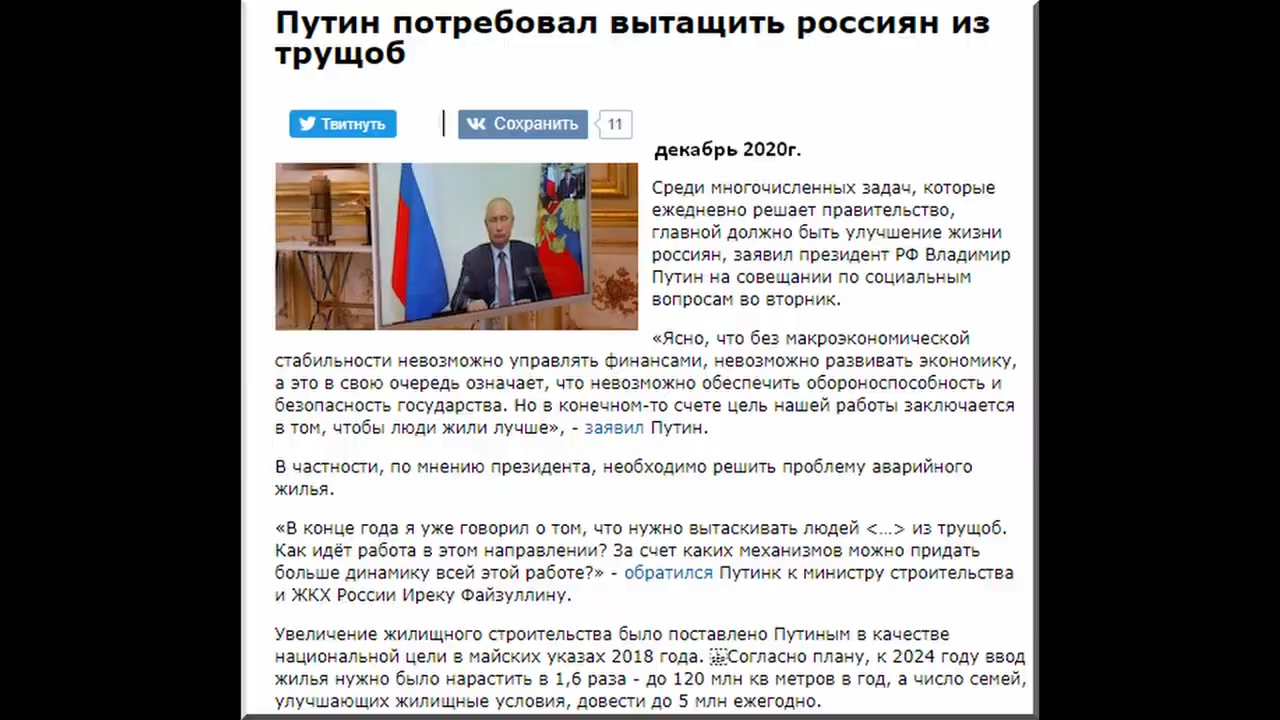 Путин потребовал вытащить россиян из
трущоб
Твитнуть
Сохранить 11
декабрь 2020г.
Среди многочисленных задач, которые
ежедневно решает правительство,
главной должно быть улучшение жизни
россиян, заявил президент РФ Владимир
Путин на совещании по социальным
вопросам во вторник.
«Ясно, что без макроэкономической
стабильности невозможно управлять финансами, невозможно развивать экономику,
а это в свою очередь означает, что невозможно обеспечить обороноспособность и
безопасность государства. Но в конечном-то счете цель нашей работы заключается
в том, чтобы люди жили лучше», - заявил Путин.
В частности, по мнению президента, необходимо решить проблему аварийного
жилья.
«В конце года я уже говорил о том, что нужно вытаскивать людей <...> из трущоб.
Как идёт работа в этом направлении? За счет каких механизмов можно придать
больше динамику всей этой работе?» - обратился Путинк к министру строительства
и ЖКХ России Иреку Файзуллину.
Увеличение жилищного строительства было поставлено Путиным в качестве
национальной цели в майских указах 2018 года. Согласно плану, к 2024 году ввод
жилья нужно было нарастить в 1,6 раза - до 120 млн кв метров в год, а число семей,
улучшающих жилищные условия, довести до 5 млн ежегодно.